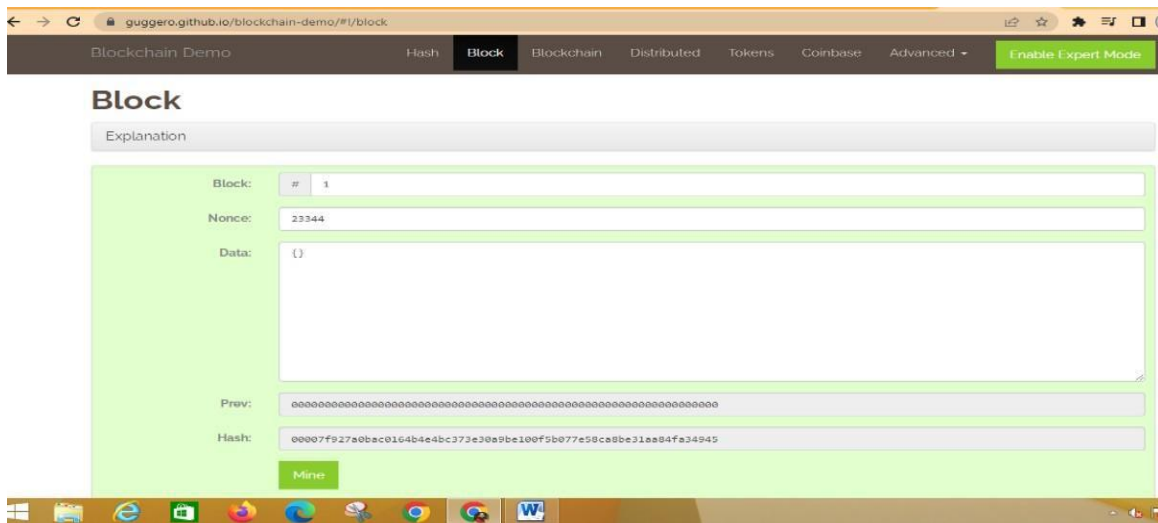 guggero.github.io/blockchain-demo/#!/block
Blockchain Demo Hash Block Blockchain Distributed Tokens Coinbase Advanced Enable Expert Mode
Block
Explanation
Block: # 1
Nonce: 23344
Data: {}
Prev: 0000000000000000000000000000000000000000000000000000000000000000
Hash: 00007f927a0bac0164b4e4bc373e30a9be100f5b077e58ca8be31aa84fa34945
Mine